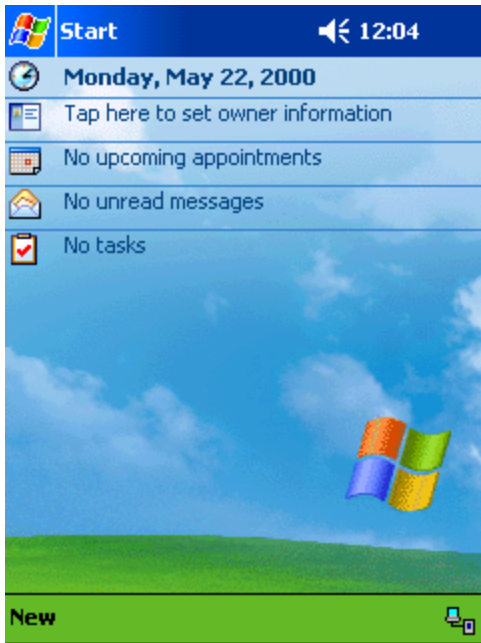 Start 12:04
Monday, May 22, 2000
Tap here to set owner information
No upcoming appointments
No unread messages
No tasks
New